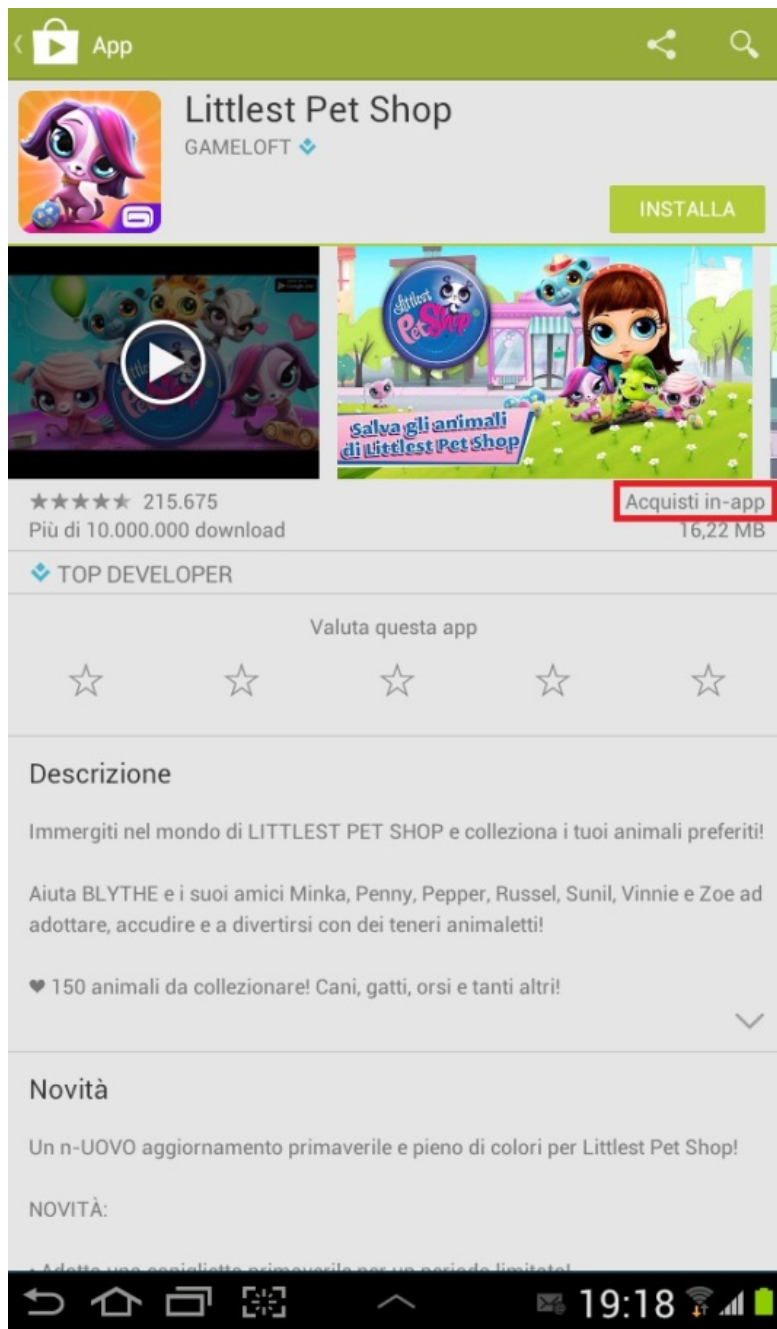 App
Littlest Pet Shop
GAMELOFT
INSTALLA
Littlest
Pet Shop
Salva gli animali
di Littlest Pet Shop
215.675
Acquisti in-app
Più di 10.000.000 download
16,22 MB
TOP DEVELOPER
Valuta questa app
Descrizione
Immergiti nel mondo di LITTLEST PET SHOP e colleziona i tuoi animali preferiti!
Aiuta BLYTHE e i suoi amici Minka, Penny, Pepper, Russel, Sunil, Vinnie e Zoe ad
adottare, accudire e a divertirsi con dei teneri animaletti!
♥ 150 animali da collezionare! Cani, gatti, orsi e tanti altri!
Novità
Un n-UOVO aggiornamento primaverile e pieno di colori per Littlest Pet Shop!
NOVITÀ:
19:18